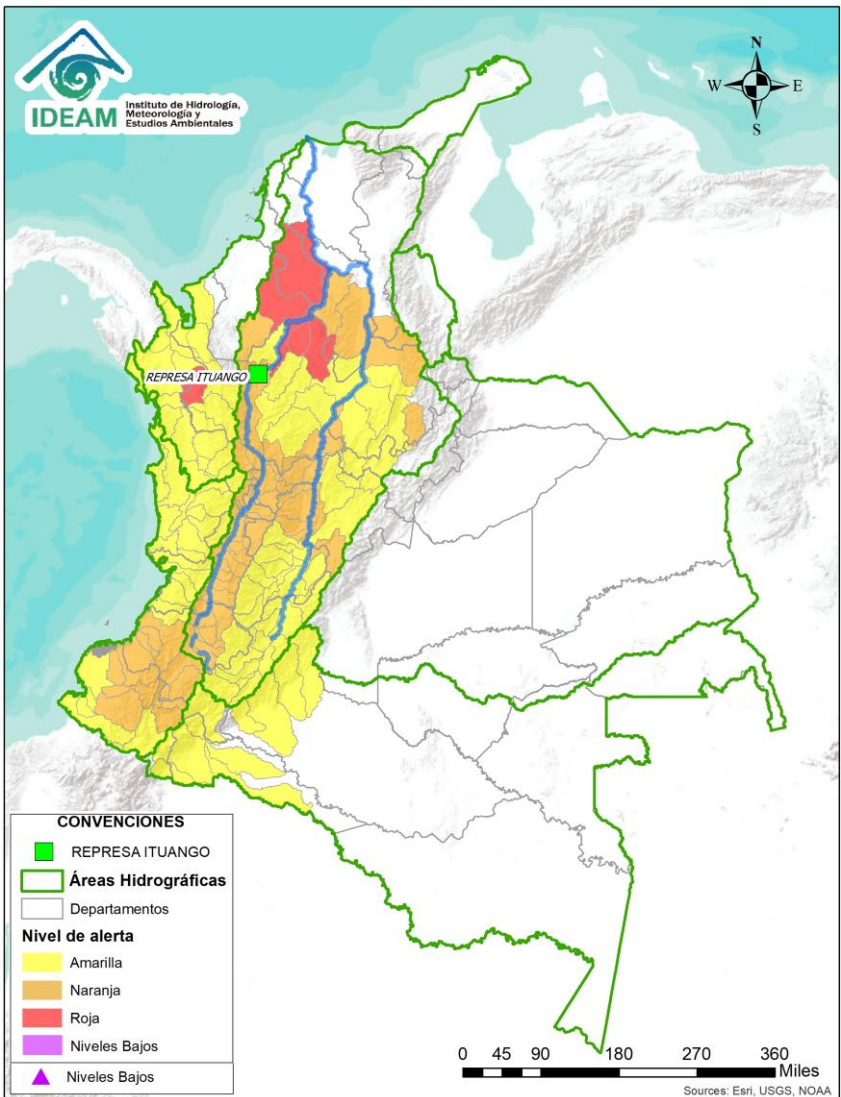 IDEAM
Instituto de Hidrología,
Meteorología y
Estudios Ambientales
N
W E
S
REPRESA ITUANGO
CONVENCIONES
REPRESA ITUANGO
Áreas Hidrográficas
Departamentos
Nivel de alerta
Amarilla
Naranja
Roja
Niveles Bajos
Niveles Bajos
0 45 90 180 270 360
Miles
Sources: Esri, USGS, NOAA